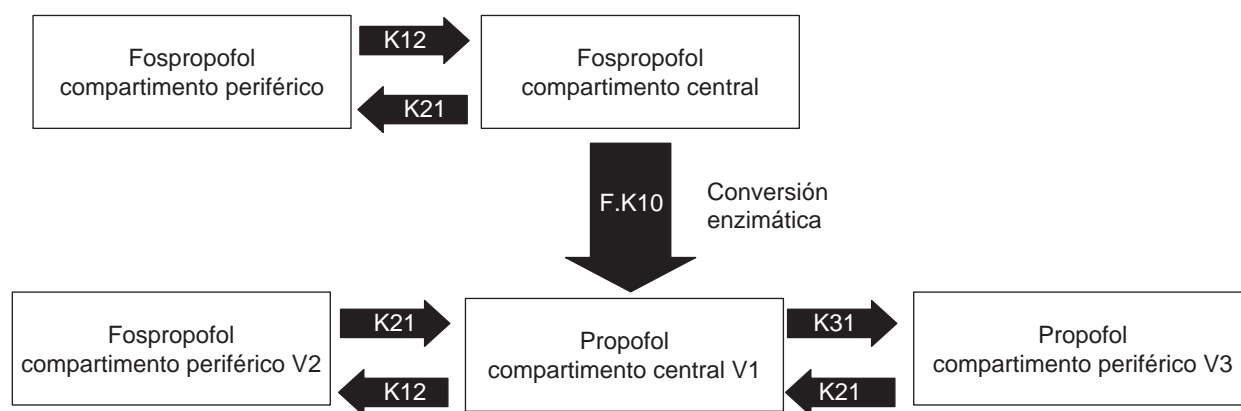 Fospropofol
compartimento periférico
K12
K21
Fospropofol
compartimento central
F.K10
Conversión
enzimática
Fospropofol
compartimento periférico V2
K21
K12
Propofol
compartimento central V1
K31
K21
Propofol
compartimento periférico V3